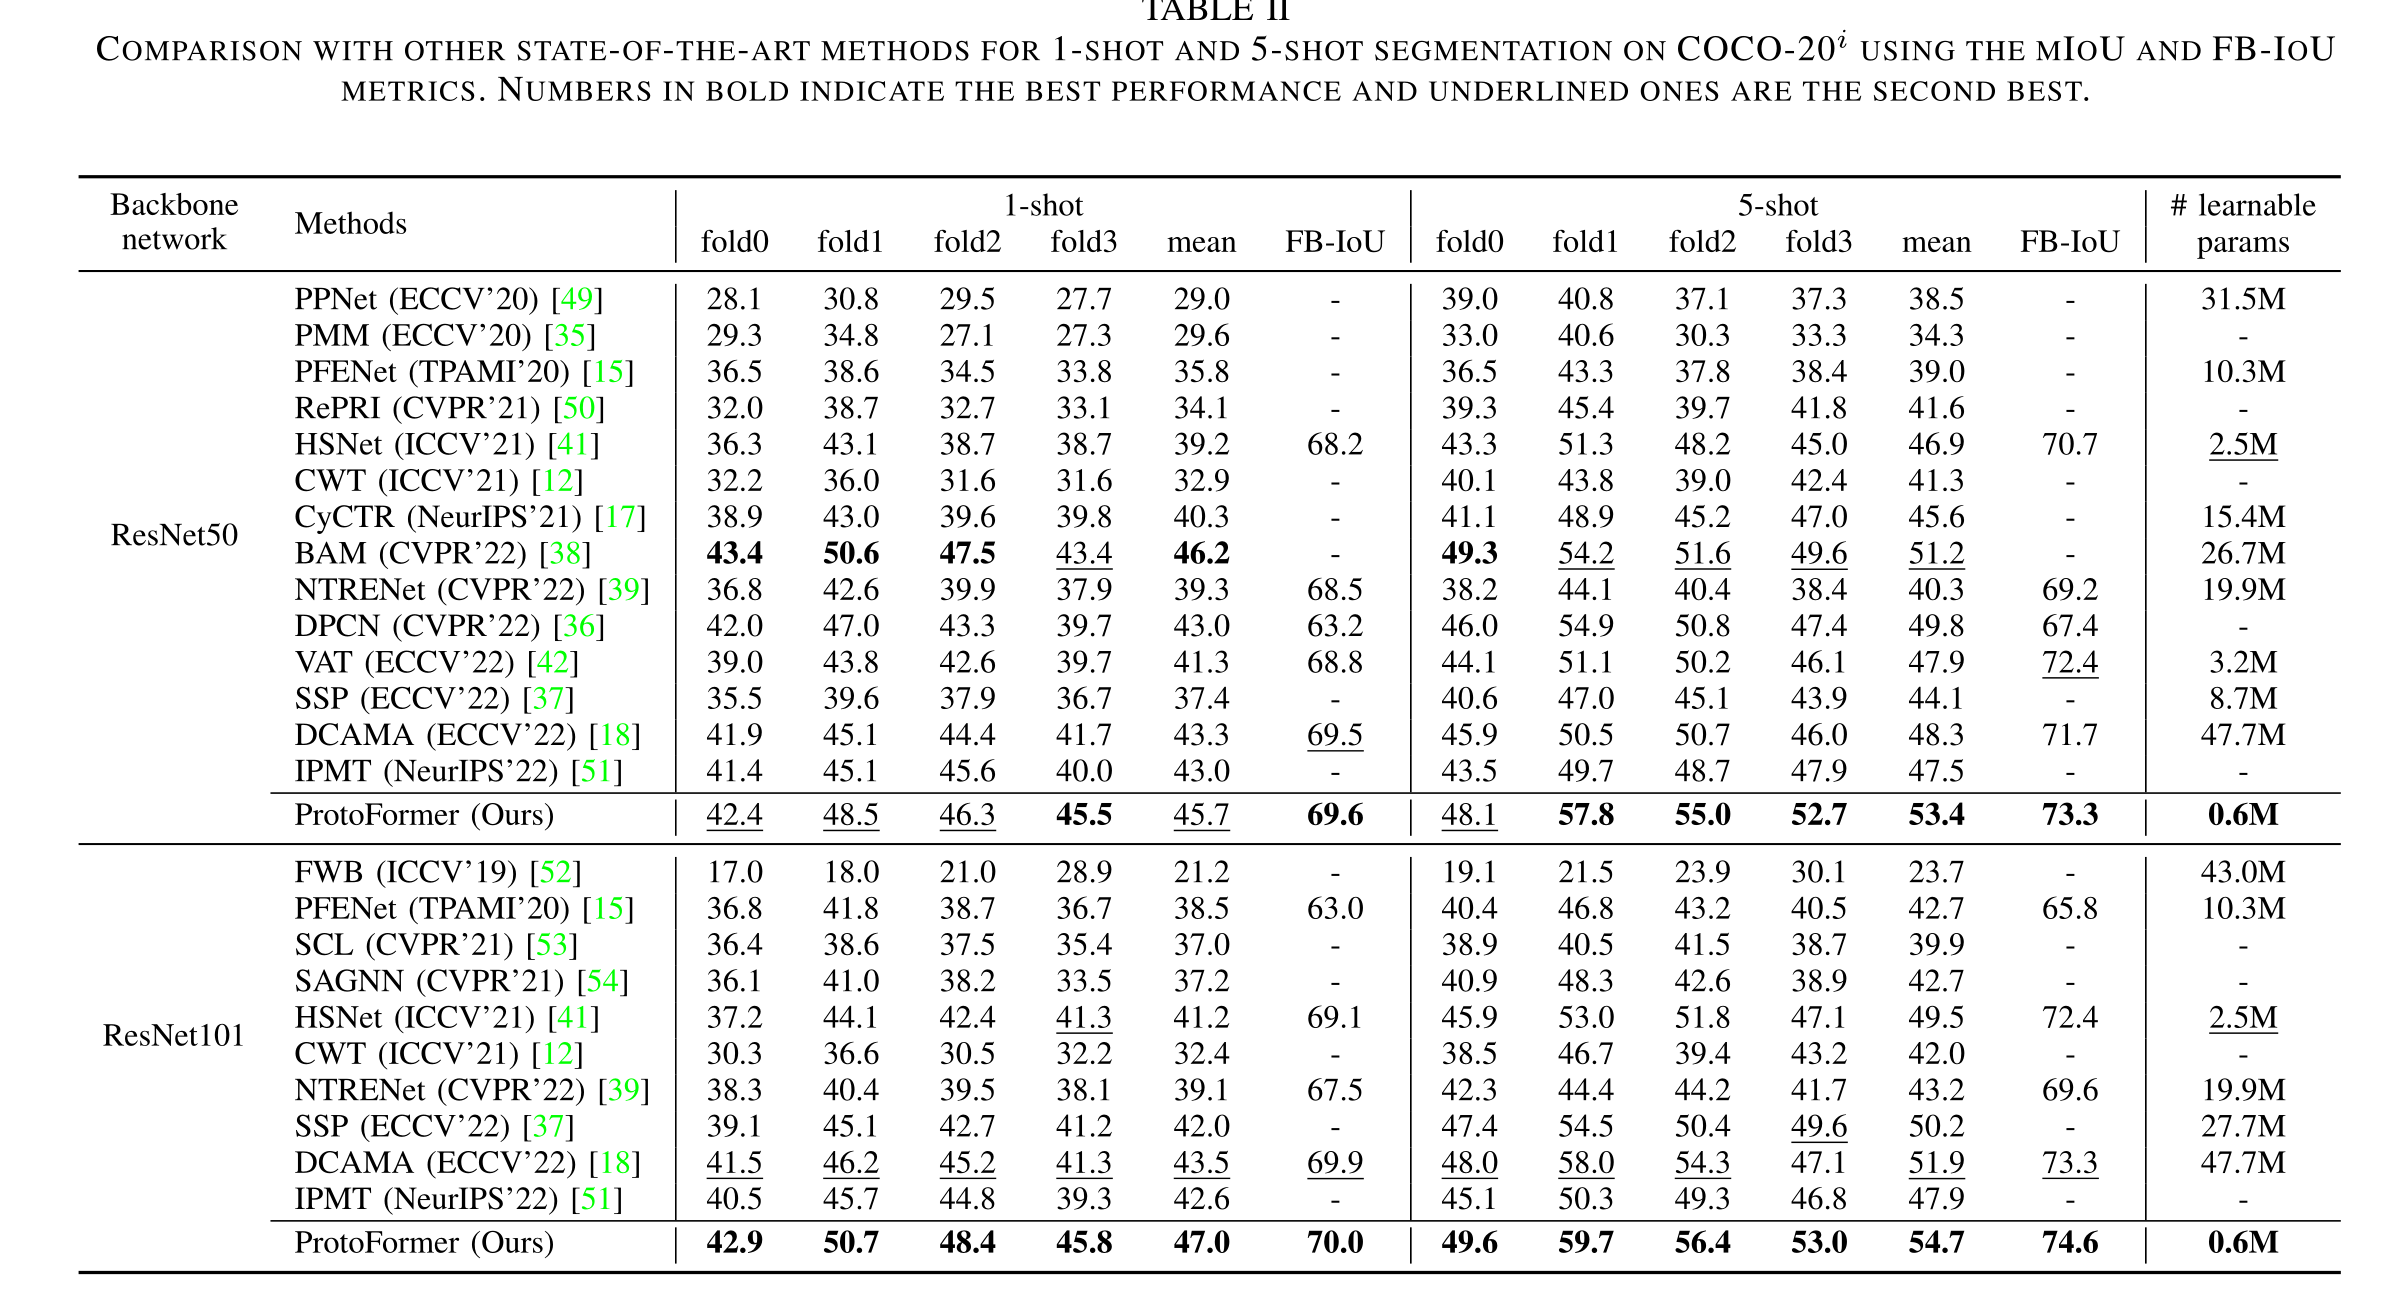 TABLE II
COMPARISON WITH OTHER STATE-OF-THE-ART METHODS FOR 1-SHOT AND 5-SHOT SEGMENTATION ON COCO-20^i USING THE MIOU AND FB-IOU
METRICS. NUMBERS IN BOLD INDICATE THE BEST PERFORMANCE AND UNDERLINED ONES ARE THE SECOND BEST.
Backbone network Methods 1-shot 5-shot # learnable params
fold0 fold1 fold2 fold3 mean FB-IoU fold0 fold1 fold2 fold3 mean FB-IoU
ResNet50
PPNet (ECCV'20) [49] 28.1 30.8 29.5 27.7 29.0 - 39.0 40.8 37.1 37.3 38.5 - 31.5M
PMM (ECCV'20) [35] 29.3 34.8 27.1 27.3 29.6 - 33.0 40.6 30.3 33.3 34.3 - -
PFENet (TPAMI'20) [15] 36.5 38.6 34.5 33.8 35.8 - 36.5 43.3 37.8 38.4 39.0 - 10.3M
RePRI (CVPR'21) [50] 32.0 38.7 32.7 33.1 34.1 - 39.3 45.4 39.7 41.8 41.6 - -
HSNet (ICCV'21) [41] 36.3 43.1 38.7 38.7 39.2 68.2 43.3 51.3 48.2 45.0 46.9 70.7 2.5M
CWT (ICCV'21) [12] 32.2 36.0 31.6 31.6 32.9 - 40.1 43.8 39.0 42.4 41.3 - -
CyCTR (NeurIPS'21) [17] 38.9 43.0 39.6 39.8 40.3 - 41.1 48.9 45.2 47.0 45.6 - 15.4M
BAM (CVPR'22) [38] 43.4 50.6 47.5 43.4 46.2 - 49.3 54.2 51.6 49.6 51.2 - 26.7M
NTRENet (CVPR'22) [39] 36.8 42.6 39.9 37.9 39.3 68.5 38.2 44.1 40.4 38.4 40.3 69.2 19.9M
DPCN (CVPR'22) [36] 42.0 47.0 43.3 39.7 43.0 63.2 46.0 54.9 50.8 47.4 49.8 67.4 -
VAT (ECCV'22) [42] 39.0 43.8 42.6 39.7 41.3 68.8 44.1 51.1 50.2 46.1 47.9 72.4 3.2M
SSP (ECCV'22) [37] 35.5 39.6 37.9 36.7 37.4 - 40.6 47.0 45.1 43.9 44.1 - 8.7M
DCAMA (ECCV'22) [18] 41.9 45.1 44.4 41.7 43.3 69.5 45.9 50.5 50.7 46.0 48.3 71.7 47.7M
IPMT (NeurIPS'22) [51] 41.4 45.1 45.6 40.0 43.0 - 43.5 49.7 48.7 47.9 47.5 - -
ProtoFormer (Ours) 42.4 48.5 46.3 45.5 45.7 69.6 48.1 57.8 55.0 52.7 53.4 73.3 0.6M
ResNet101
FWB (ICCV'19) [52] 17.0 18.0 21.0 28.9 21.2 - 19.1 21.5 23.9 30.1 23.7 - 43.0M
PFENet (TPAMI'20) [15] 36.8 41.8 38.7 36.7 38.5 63.0 40.4 46.8 43.2 40.5 42.7 65.8 10.3M
SCL (CVPR'21) [53] 36.4 38.6 37.5 35.4 37.0 - 38.9 40.5 41.5 38.7 39.9 - -
SAGNN (CVPR'21) [54] 36.1 41.0 38.2 33.5 37.2 - 40.9 48.3 42.6 38.9 42.7 - -
HSNet (ICCV'21) [41] 37.2 44.1 42.4 41.3 41.2 69.1 45.9 53.0 51.8 47.1 49.5 72.4 2.5M
CWT (ICCV'21) [12] 30.3 36.6 30.5 32.2 32.4 - 38.5 46.7 39.4 43.2 42.0 - -
NTRENet (CVPR'22) [39] 38.3 40.4 39.5 38.1 39.1 67.5 42.3 44.4 44.2 41.7 43.2 69.6 19.9M
SSP (ECCV'22) [37] 39.1 45.1 42.7 41.2 42.0 - 47.4 54.5 50.4 49.6 50.2 - 27.7M
DCAMA (ECCV'22) [18] 41.5 46.2 45.2 41.3 43.5 69.9 48.0 58.0 54.3 47.1 51.9 73.3 47.7M
IPMT (NeurIPS'22) [51] 40.5 45.7 44.8 39.3 42.6 - 45.1 50.3 49.3 46.8 47.9 - -
ProtoFormer (Ours) 42.9 50.7 48.4 45.8 47.0 70.0 49.6 59.7 56.4 53.0 54.7 74.6 0.6M